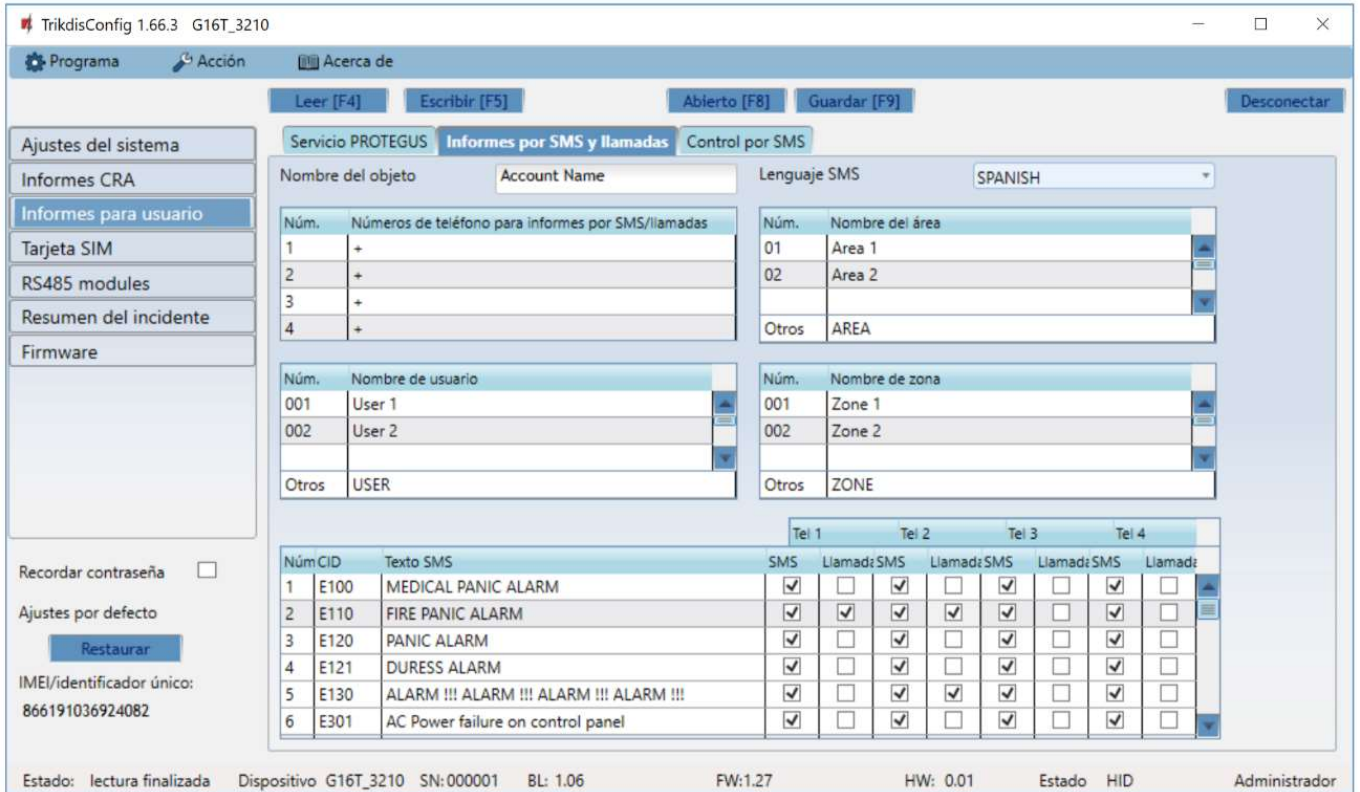 TrikdisConfig 1.66.3 G16T_3210
Programa Acción Acerca de
Leer [F4] Escribir [F5] Abierto [F8] Guardar [F9] Desconectar
Ajustes del sistema
Informes CRA
Informes para usuario
Tarjeta SIM
RS485 modules
Resumen del incidente
Firmware
Recordar contraseña
Ajustes por defecto
Restaurar
IMEI/identificador único:
866191036924082
Servicio PROTEGUS Informes por SMS y llamadas Control por SMS
Nombre del objeto Account Name
Lenguaje SMS SPANISH
Núm. Números de teléfono para informes por SMS/llamadas
1 +
2 +
3 +
4 +
Núm. Nombre del área
01 Area 1
02 Area 2
Otros AREA
Núm. Nombre de usuario
001 User 1
002 User 2
Otros USER
Núm. Nombre de zona
001 Zone 1
002 Zone 2
Otros ZONE
Tel 1 Tel 2 Tel 3 Tel 4
Núm CID Texto SMS SMS Llamada SMS Llamada SMS Llamada SMS Llamada
1 E100 MEDICAL PANIC ALARM
2 E110 FIRE PANIC ALARM
3 E120 PANIC ALARM
4 E121 DURESS ALARM
5 E130 ALARM !!! ALARM !!! ALARM !!! ALARM !!!
6 E301 AC Power failure on control panel
Estado: lectura finalizada Dispositivo G16T_3210 SN: 000001 BL: 1.06 FW:1.27 HW: 0.01 Estado HID Administrador